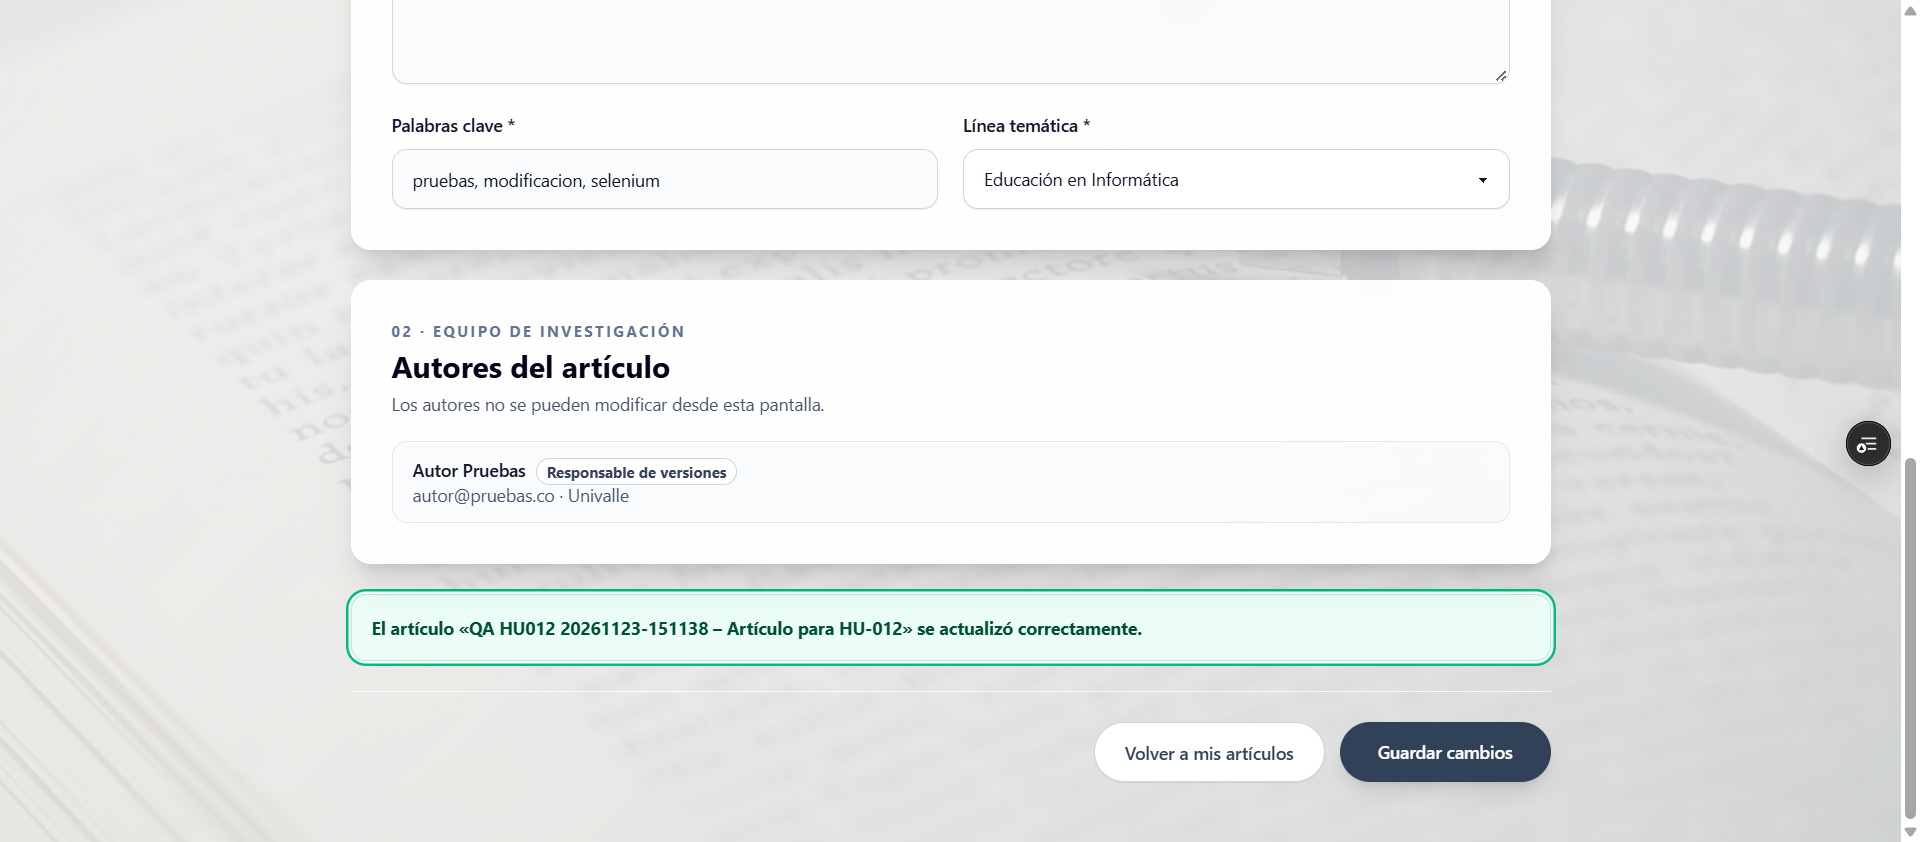 Palabras clave *
Línea temática *
pruebas, modificacion, selenium
Educación en Informática
02 · EQUIPO DE INVESTIGACIÓN
Autores del artículo
Los autores no se pueden modificar desde esta pantalla.
Autor Pruebas
Responsable de versiones
autor@pruebas.co · Univalle
El artículo «QA HU012 20261123-151138 – Artículo para HU-012» se actualizó correctamente.
Volver a mis artículos
Guardar cambios